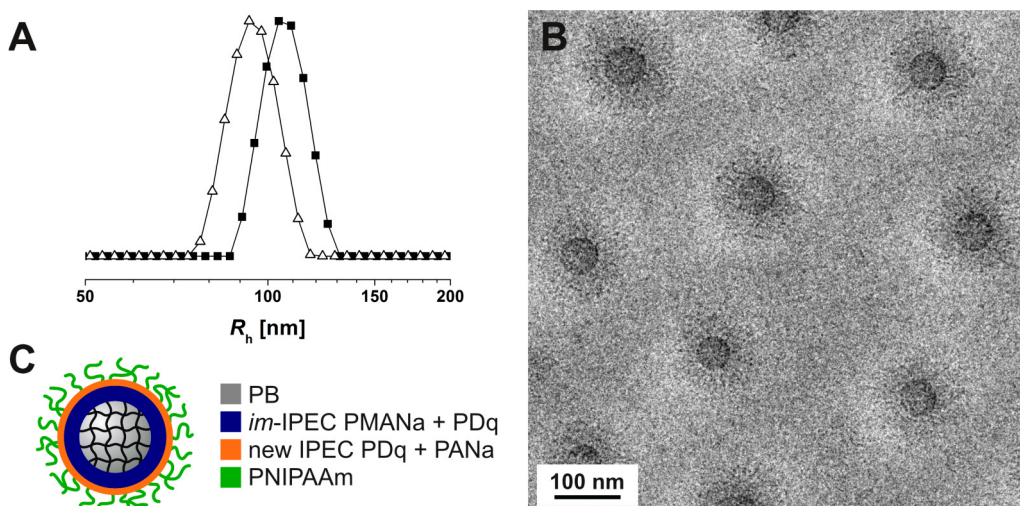 A
50
100
150
200
R_h [nm]
B
100 nm
C
PB
im-IPEC PMANa + PDq
new IPEC PDq + PANa
PNIPAAm